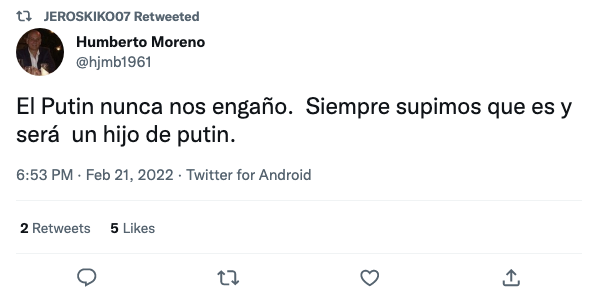 JEROSKIKO07 Retweeted
Humberto Moreno
@hjmb1961
El Putin nunca nos engaño.  Siempre supimos que es y
será  un hijo de putin.
6:53 PM · Feb 21, 2022 · Twitter for Android
2 Retweets 5 Likes